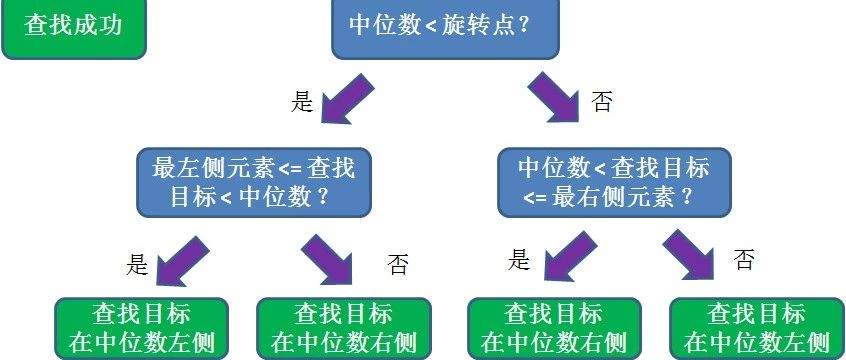 查找成功
中位数<旋转点？
是
否
最左侧元素<=查找
目标<中位数？
中位数<查找目标
<=最右侧元素？
是
否
是
否
查找目标
在中位数左侧
查找目标
在中位数右侧
查找目标
在中位数右侧
查找目标
在中位数左侧